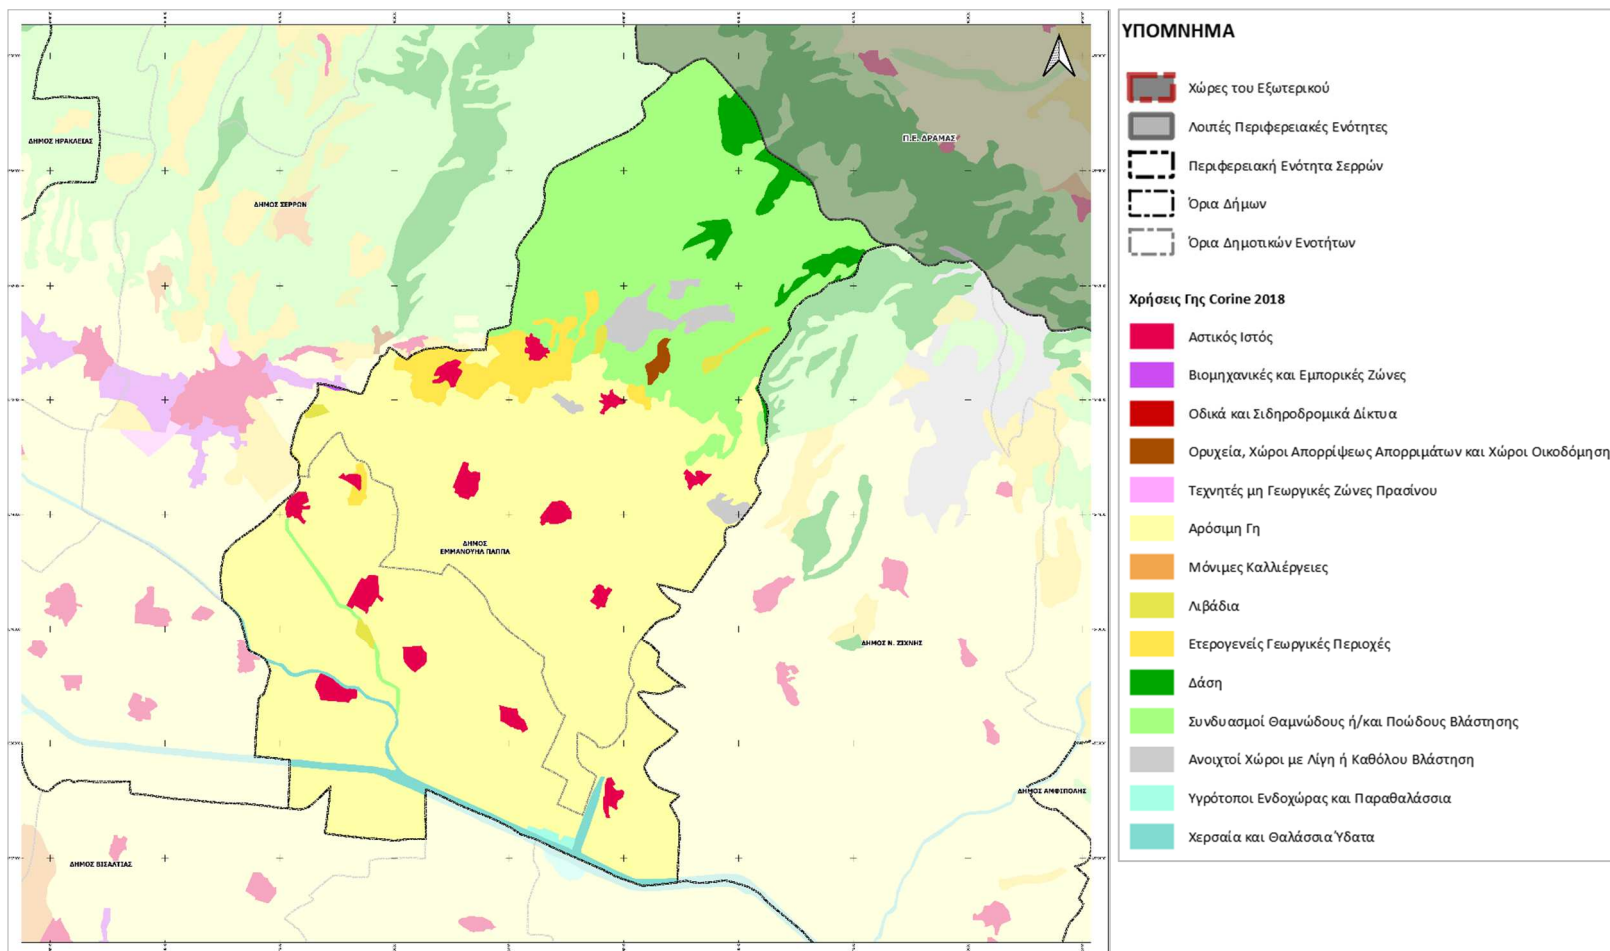 ΥΠΟΜΝΗΜΑ
Χώρες του Εξωτερικού
Λοιπές Περιφερειακές Ενότητες
Περιφερειακή Ενότητα Σερρών
Όρια Δήμων
Όρια Δημοτικών Ενοτήτων
Χρήσεις Γης Corine 2018
Αστικός Ιστός
Βιομηχανικές και Εμπορικές Ζώνες
Οδικά και Σιδηροδρομικά Δίκτυα
Ορυχεία, Χώροι Απορρίψεως Απορριμάτων και Χώροι Οικοδόμηση
Τεχνητές μη Γεωργικές Ζώνες Πρασίνου
Αρόσιμη Γη
Μόνιμες Καλλιέργειες
Λιβάδια
Ετερογενείς Γεωργικές Περιοχές
Δάση
Συνδυασμοί Θαμνώδους ή/και Ποώδους Βλάστησης
Ανοιχτοί Χώροι με Λίγη ή Καθόλου Βλάστηση
Υγρότοποι Ενδοχώρας και Παραθαλάσσια
Χερσαία και Θαλάσσια Ύδατα
ΔΗΜΟΣ ΗΡΑΚΛΕΙΑΣ
Π.Ε. ΔΡΑΜΑΣ
ΔΗΜΟΣ ΣΕΡΡΩΝ
ΔΗΜΟΣ
ΕΜΜΑΝΟΥΗΛ ΠΑΠΠΑ
ΔΗΜΟΣ Ν. ΖΙΧΝΗΣ
ΔΗΜΟΣ ΑΜΦΙΠΟΛΗΣ
ΔΗΜΟΣ ΒΙΣΑΛΤΙΑΣ